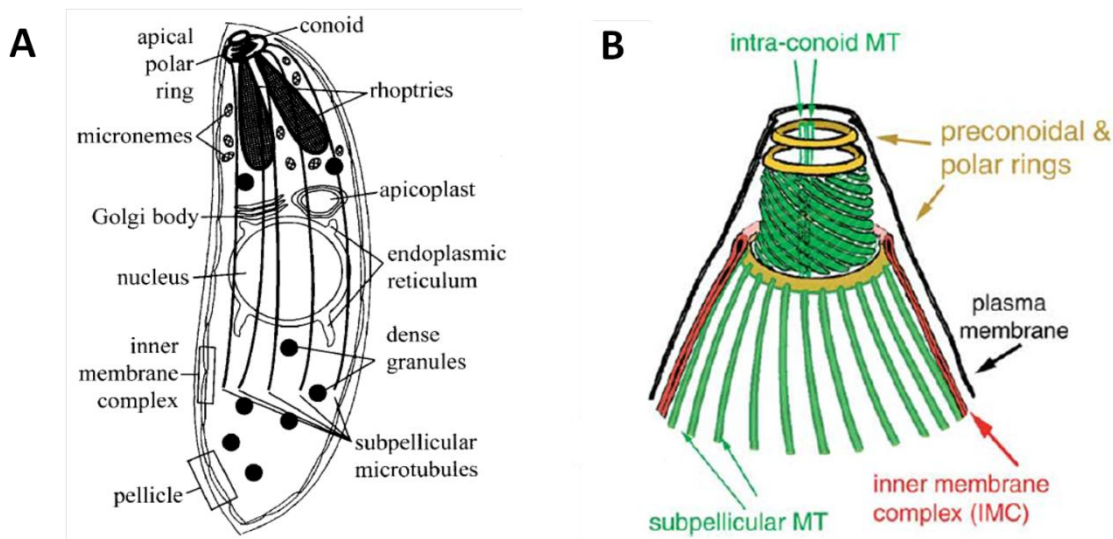 A
apical
polar
ring
conoid
rhoptries
micronemes
apicoplast
Golgi body
nucleus
endoplasmic
reticulum
inner
membrane
complex
dense
granules
subpellicular
microtubules
pellicle
B
intra-conoid MT
preconoidal &
polar rings
plasma
membrane
inner membrane
complex (IMC)
subpellicular MT